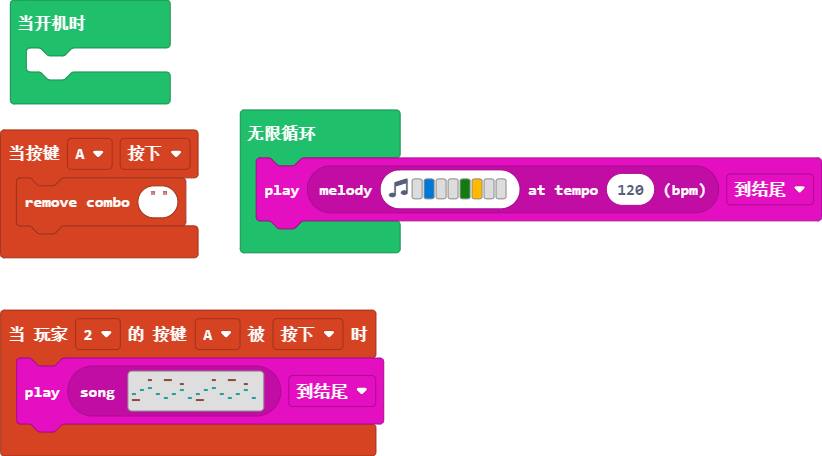 当开机时
当按键 A 按下
remove combo
无限循环
play melody at tempo 120 (bpm) 到结尾
当 玩家 2 的 按键 A 被 按下 时
play song 到结尾